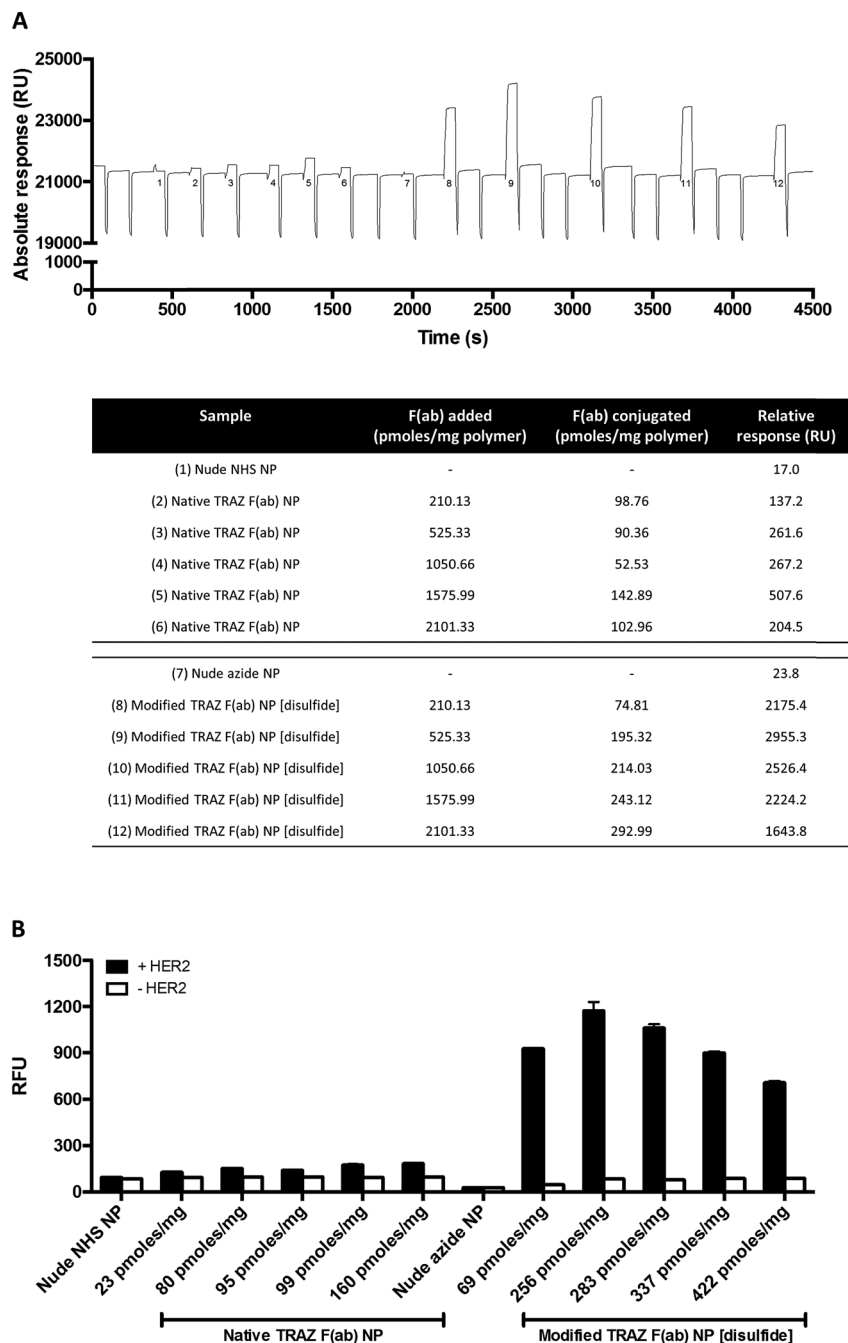 A
Absolute response (RU)
25000
23000
21000
19000
1000
0
1 2 3 4 5 6 7 8 9 10 11 12
0 500 1000 1500 2000 2500 3000 3500 4000 4500
Time (s)
Sample F(ab) added (pmoles/mg polymer) F(ab) conjugated (pmoles/mg polymer) Relative response (RU)
(1) Nude NHS NP - - 17.0
(2) Native TRAZ F(ab) NP 210.13 98.76 137.2
(3) Native TRAZ F(ab) NP 525.33 90.36 261.6
(4) Native TRAZ F(ab) NP 1050.66 52.53 267.2
(5) Native TRAZ F(ab) NP 1575.99 142.89 507.6
(6) Native TRAZ F(ab) NP 2101.33 102.96 204.5
(7) Nude azide NP - - 23.8
(8) Modified TRAZ F(ab) NP [disulfide] 210.13 74.81 2175.4
(9) Modified TRAZ F(ab) NP [disulfide] 525.33 195.32 2955.3
(10) Modified TRAZ F(ab) NP [disulfide] 1050.66 214.03 2526.4
(11) Modified TRAZ F(ab) NP [disulfide] 1575.99 243.12 2224.2
(12) Modified TRAZ F(ab) NP [disulfide] 2101.33 292.99 1643.8
B
RFU
1500
1200
900
600
300
0
+ HER2
- HER2
Nude NHS NP
23 pmoles/mg
80 pmoles/mg
95 pmoles/mg
99 pmoles/mg
160 pmoles/mg
Nude azide NP
69 pmoles/mg
256 pmoles/mg
283 pmoles/mg
337 pmoles/mg
422 pmoles/mg
Native TRAZ F(ab) NP
Modified TRAZ F(ab) NP [disulfide]